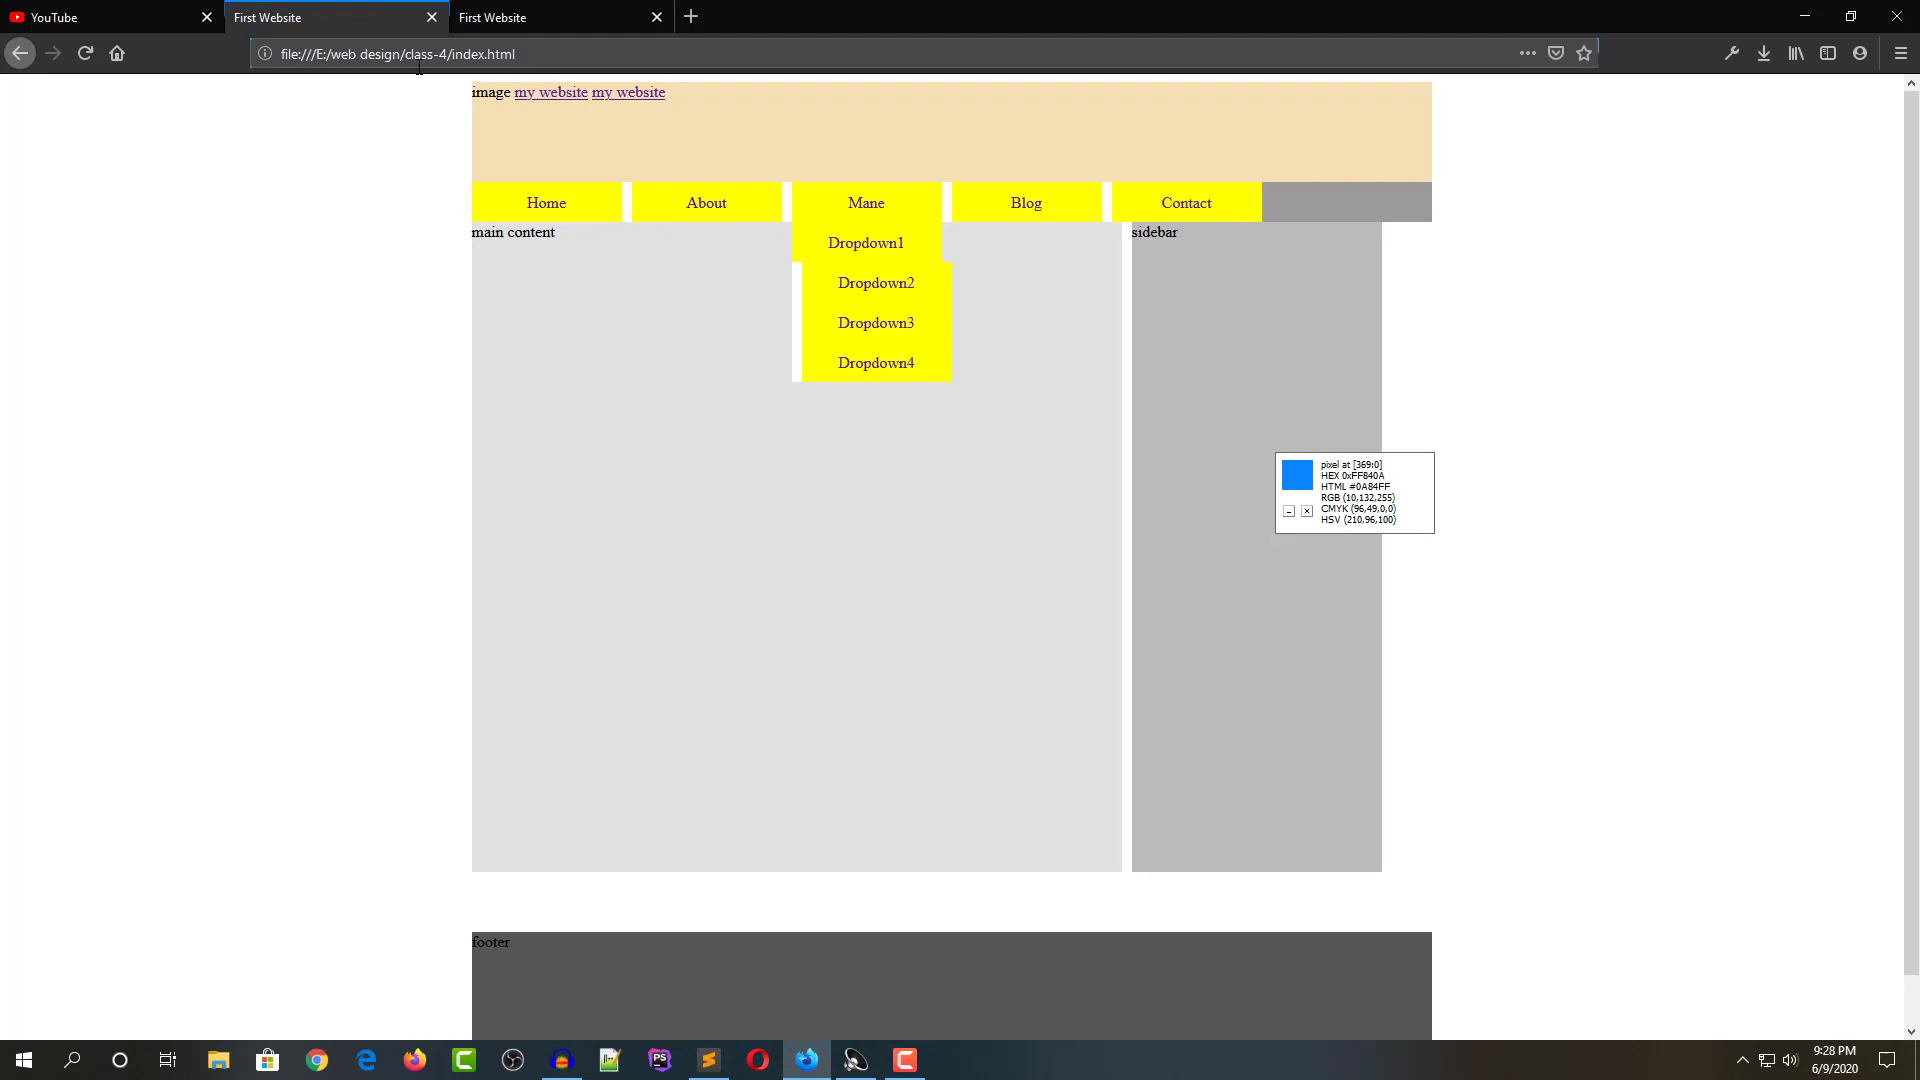 YouTube
First Website
First Website
file:///E:/web design/class-4/index.html
image my website my website
Home
About
Mane
Blog
Contact
main content
Dropdown1
sidebar
Dropdown2
Dropdown3
Dropdown4
pixel at [369:0]
HEX 0xFF840A
HTML #0A84FF
RGB (10,132,255)
CMYK (96,49,0,0)
HSV (210,96,100)
footer
PS
9:28 PM
6/9/2020